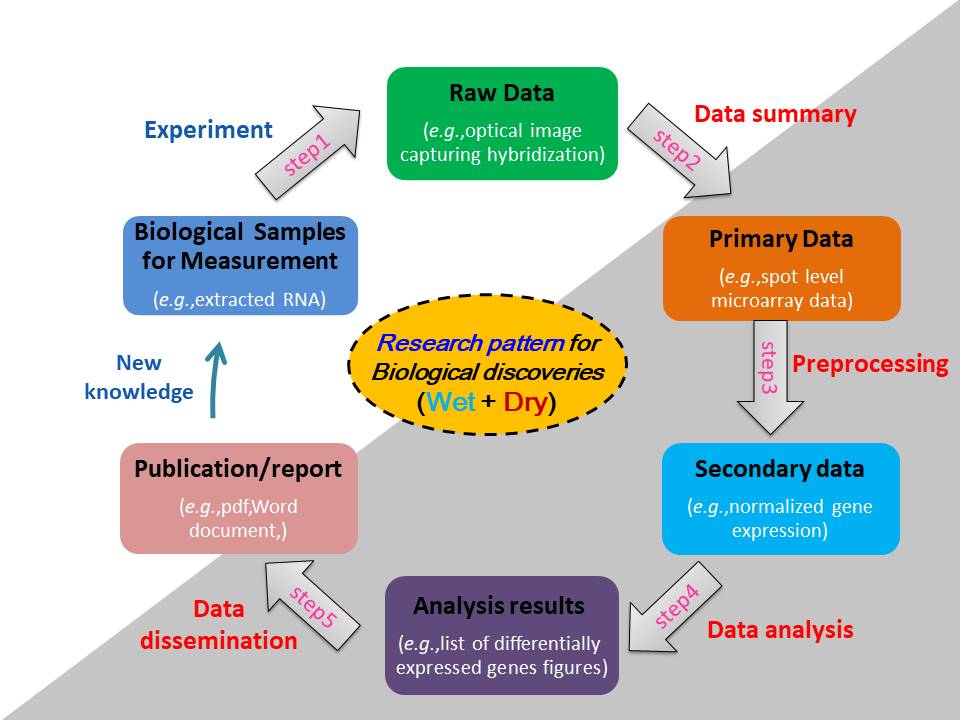 Raw Data
(e.g.,optical image
capturing hybridization)
Experiment
step1
step2
Data summary
Biological Samples
for Measurement
(e.g.,extracted RNA)
Primary Data
(e.g.,spot level
microarray data)
Research pattern for
Biological discoveries
(Wet + Dry)
step3
Preprocessing
New
knowledge
Publication/report
(e.g.,pdf,Word
document,)
Secondary data
(e.g.,normalized gene
expression)
step4
Data analysis
Analysis results
(e.g.,list of differentially
expressed genes figures)
step5
Data
dissemination